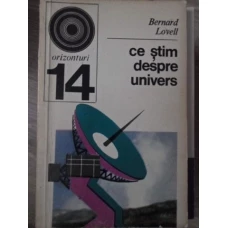 Bernard
Lovell
orizonturi
14
ce știm
despre
univers